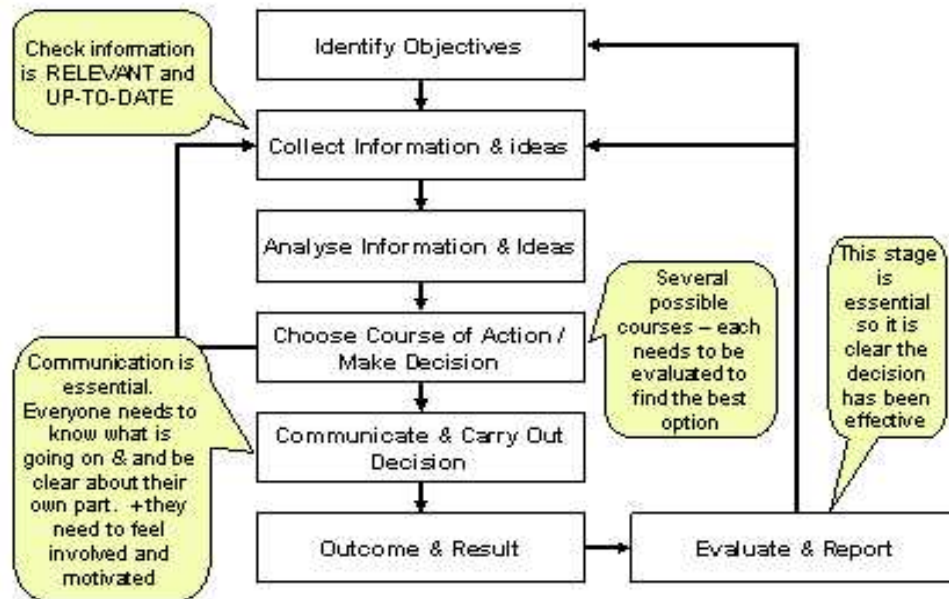 Check information
is RELEVANT and
UP-TO-DATE
Identify Objectives
Collect Information & ideas
Analyse Information & Ideas
Choose Course of Action /
Make Decision
Several
possible
courses – each
needs to be
evaluated to
find the best
option
This stage
is
essential
so it is
clear the
decision
has been
effective
Communication is
essential.
Everyone needs to
know what is
going on & and be
clear about their
own part. + they
need to feel
involved and
motivated
Communicate & Carry Out
Decision
Outcome & Result
Evaluate & Report